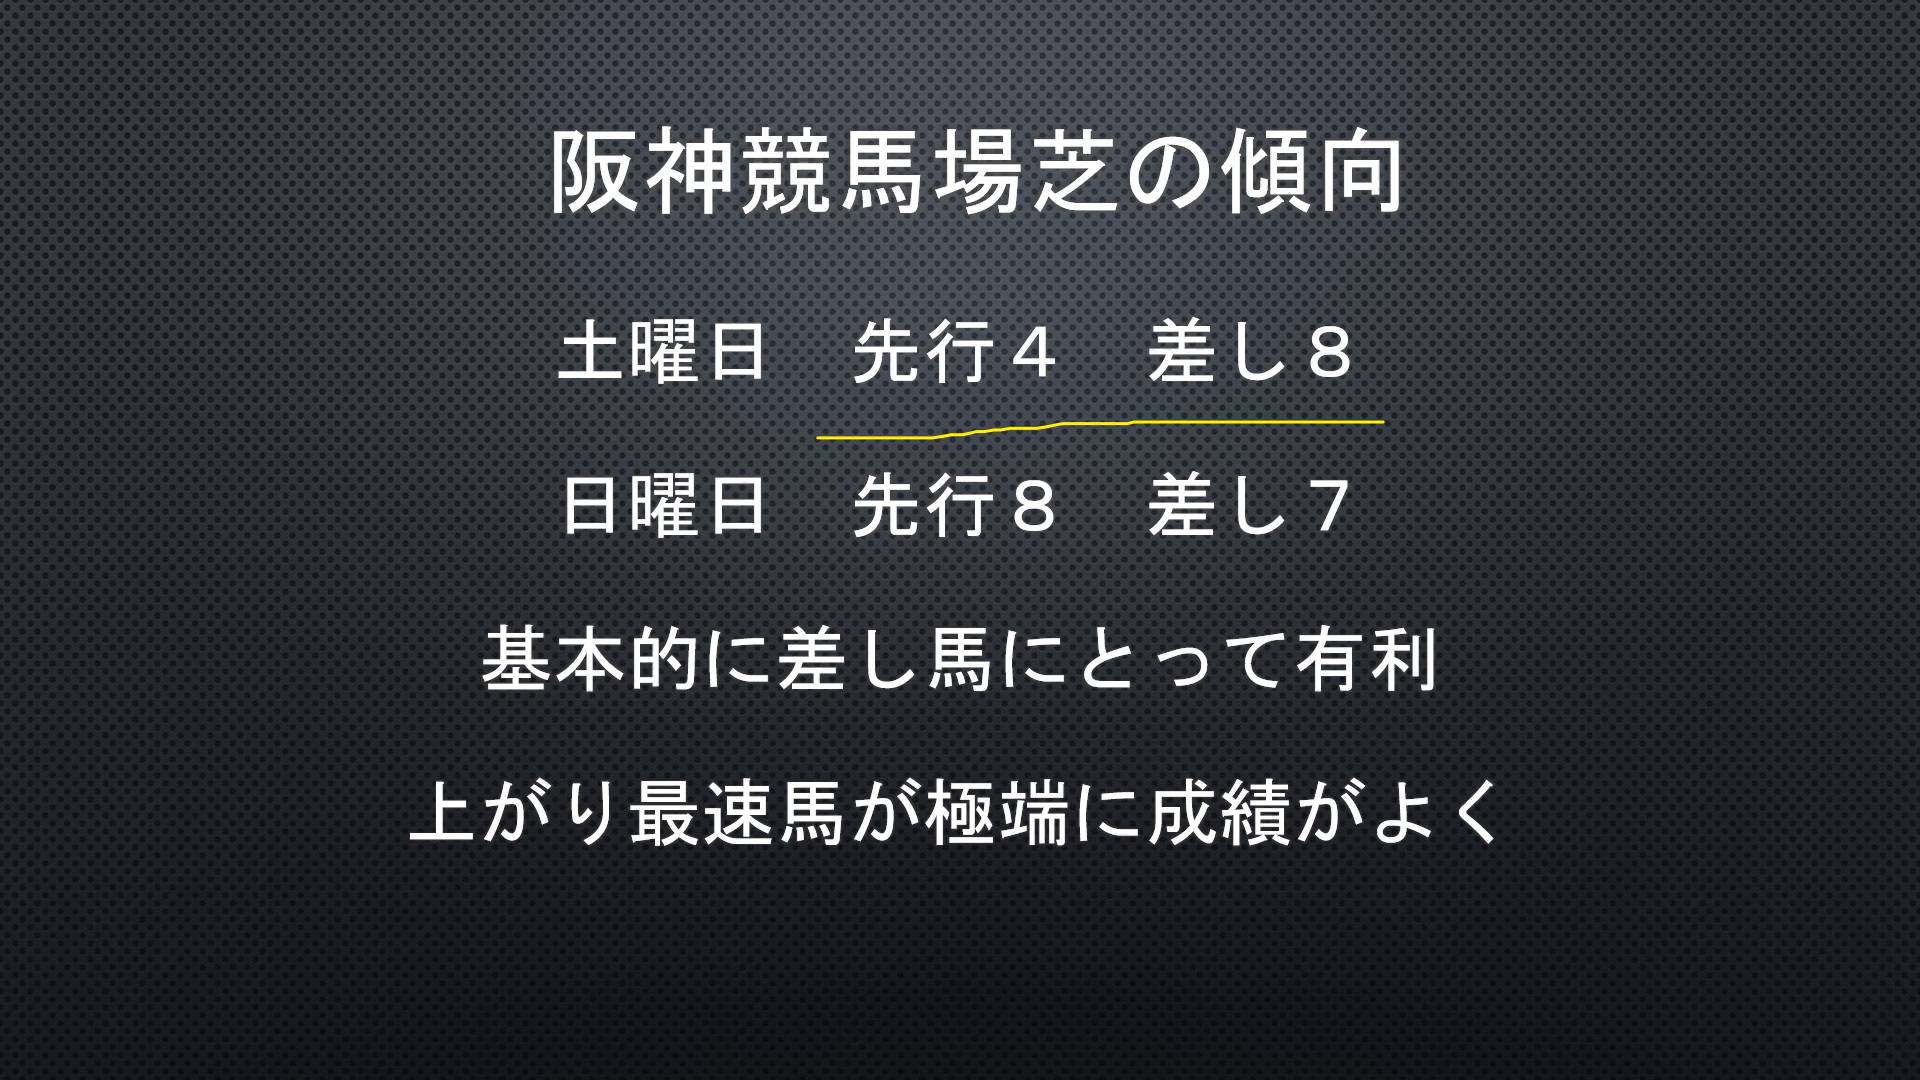 阪神競馬場芝の傾向
土曜日　先行４　差し８
日曜日　先行８　差し７
基本的に差し馬にとって有利
上がり最速馬が極端に成績がよく